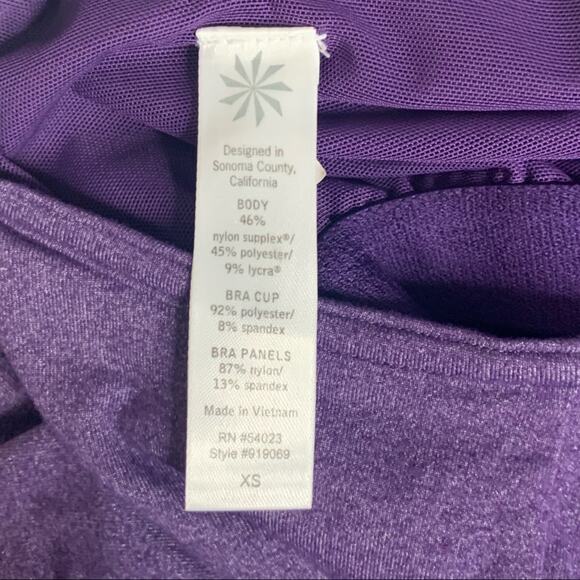 Designed in
Sonoma County,
California
BODY
46%
nylon supplex®/
45% polyester/
9% lycra®
BRA CUP
92% polyester/
8% spandex
BRA PANELS
87% nylon/
13% spandex
Made in Vietnam
RN #54023
Style #919069
XS